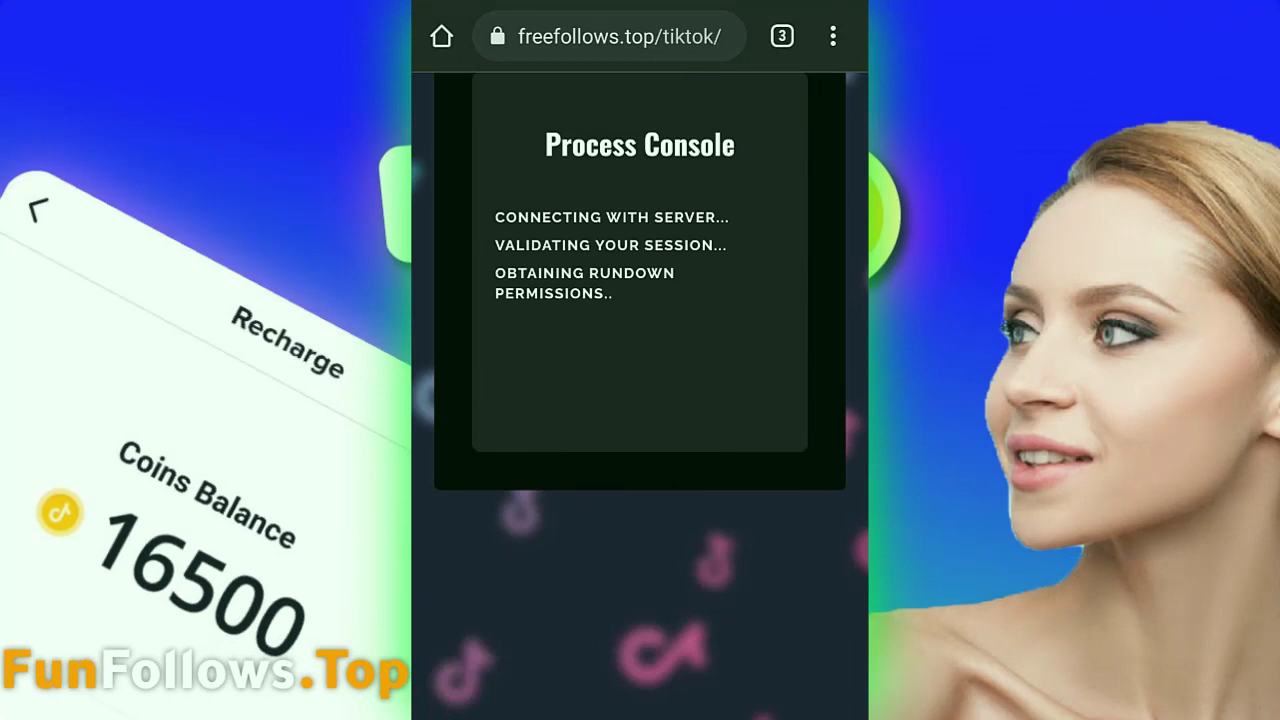 freefollows.top/tiktok/
3
Process Console
CONNECTING WITH SERVER...
VALIDATING YOUR SESSION...
OBTAINING RUNDOWN
PERMISSIONS..
Recharge
Coins Balance
16500
FunFollows.Top